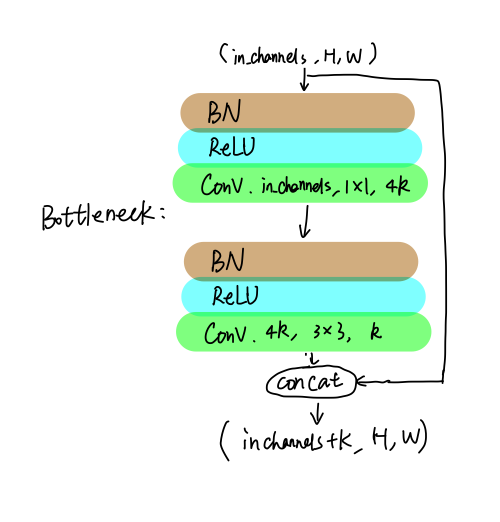 (in_channels, H, W)
BN
ReLU
Conv. in_channels, 1×1, 4k
Bottleneck:
BN
ReLU
Conv. 4k, 3×3, k
concat
(inchannels+K, H, W)